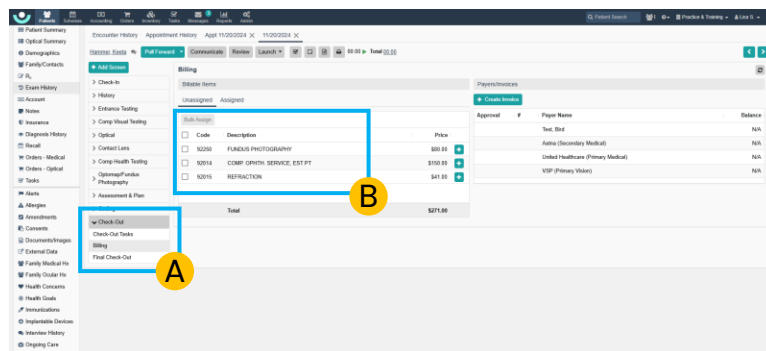 Patients Schedule Accounting Orders Inventory Tasks Messages 3 Reports Admin
Patient Search
Practice & Training
Lisa S.
Patient Summary
Optical Summary
Demographics
Family/Contacts
Rx
Exam History
Account
Notes
Insurance
Diagnosis History
Recall
Orders - Medical
Orders - Optical
Tasks
Alerts
Allergies
Amendments
Consents
Documents/Images
External Data
Family Medical Hx
Family Ocular Hx
Health Concerns
Health Goals
Immunizations
Implantable Devices
Interview History
Ongoing Care
Encounter History Appointment History Appt 11/20/2024 X 11/20/2024 X
Hammer, Kasta Pull Forward Communicate Review Launch 00:00 Total 00:00
+ Add Screen
> Check-In
> History
> Entrance Testing
> Comp Visual Testing
> Optical
> Contact Lens
> Comp Health Testing
> Optomap/Fundus
Photography
> Assessment & Plan
Check-Out
Check-Out Tasks
Billing
Final Check-Out
A
Billing
Billable Items
Unassigned Assigned
Bulk Assign
Code Description Price
92250 FUNDUS PHOTOGRAPHY $80.00
92014 COMP. OPHTH. SERVICE, EST PT $150.00
92015 REFRACTION $41.00
B
Total $271.00
Payers/Invoices
+ Create Invoice
Approval # Payer Name Balance
Test, Bird N/A
Aetna (Secondary Medical) N/A
United Healthcare (Primary Medical) N/A
VSP (Primary Vision) N/A